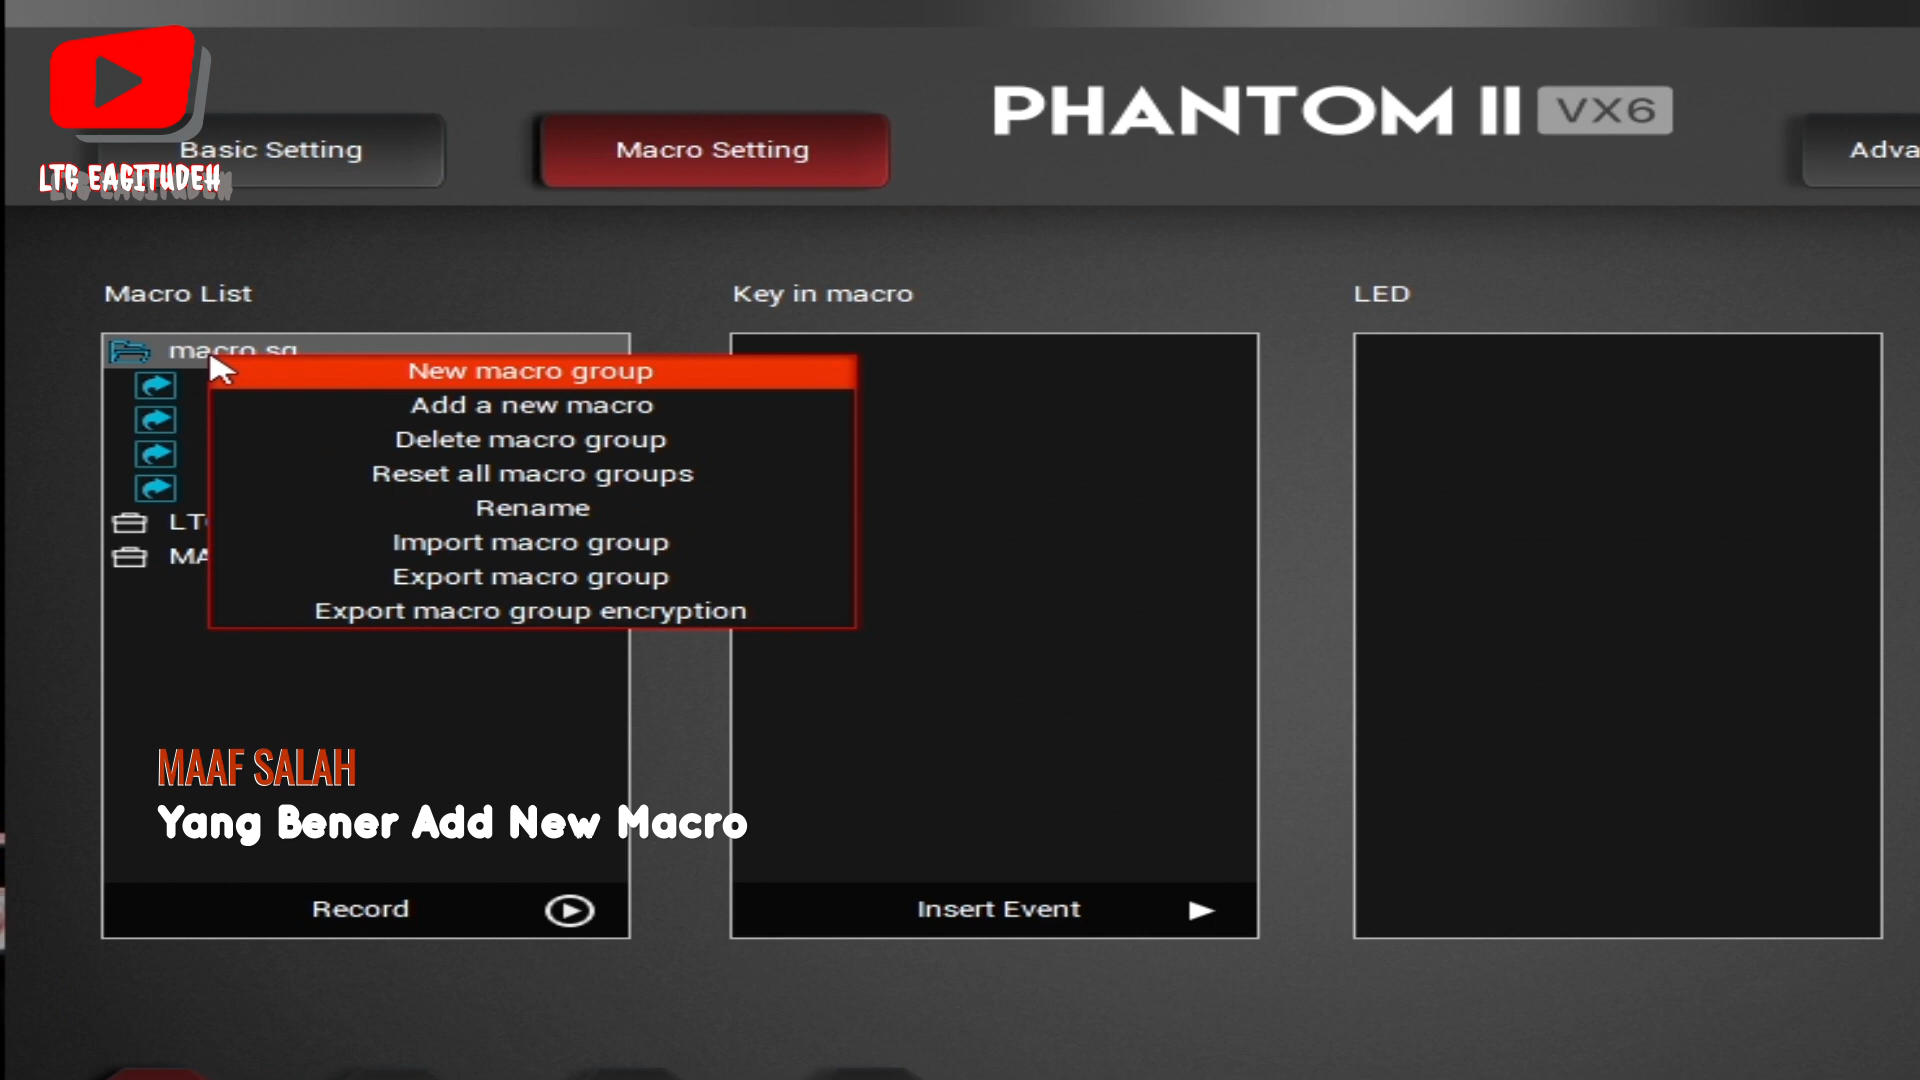 PHANTOM II VX6
Basic Setting
Macro Setting
LTG EAGITUDEH
Macro List
Key in macro
LED
New macro group
Add a new macro
Delete macro group
Reset all macro groups
Rename
Import macro group
Export macro group
Export macro group encryption
MAAF SALAH
Yang Bener Add New Macro
Record
Insert Event